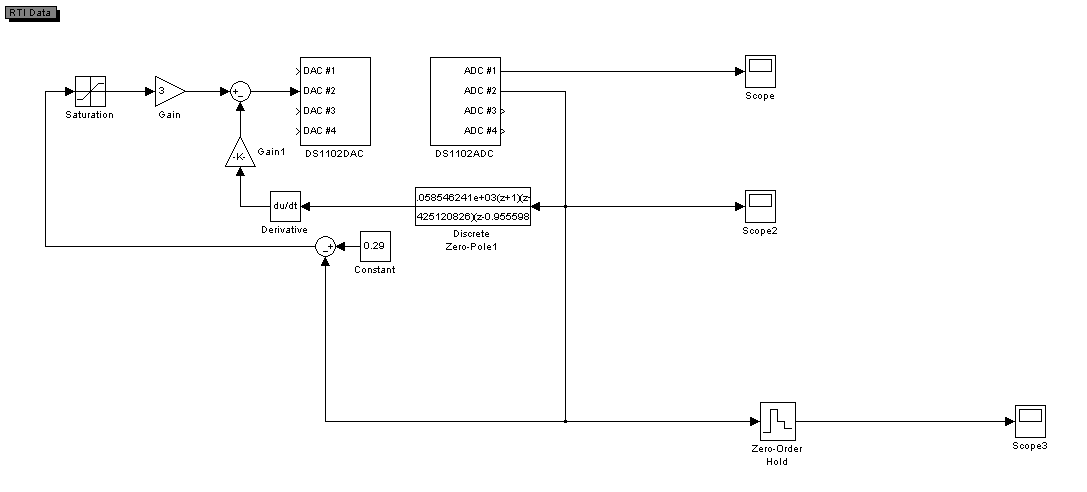 RTI Data
DAC #1
DAC #2
DAC #3
DAC #4
DS1102DAC
ADC #1
ADC #2
ADC #3
ADC #4
DS1102ADC
Scope
Saturation
3
Gain
+
-
-K-
Gain1
du/dt
Derivative
.058546241e+03(z+1)(z-
425120826)(z-0.955598
Discrete
Zero-Pole1
Scope2
-
+
0.29
Constant
Zero-Order
Hold
Scope3